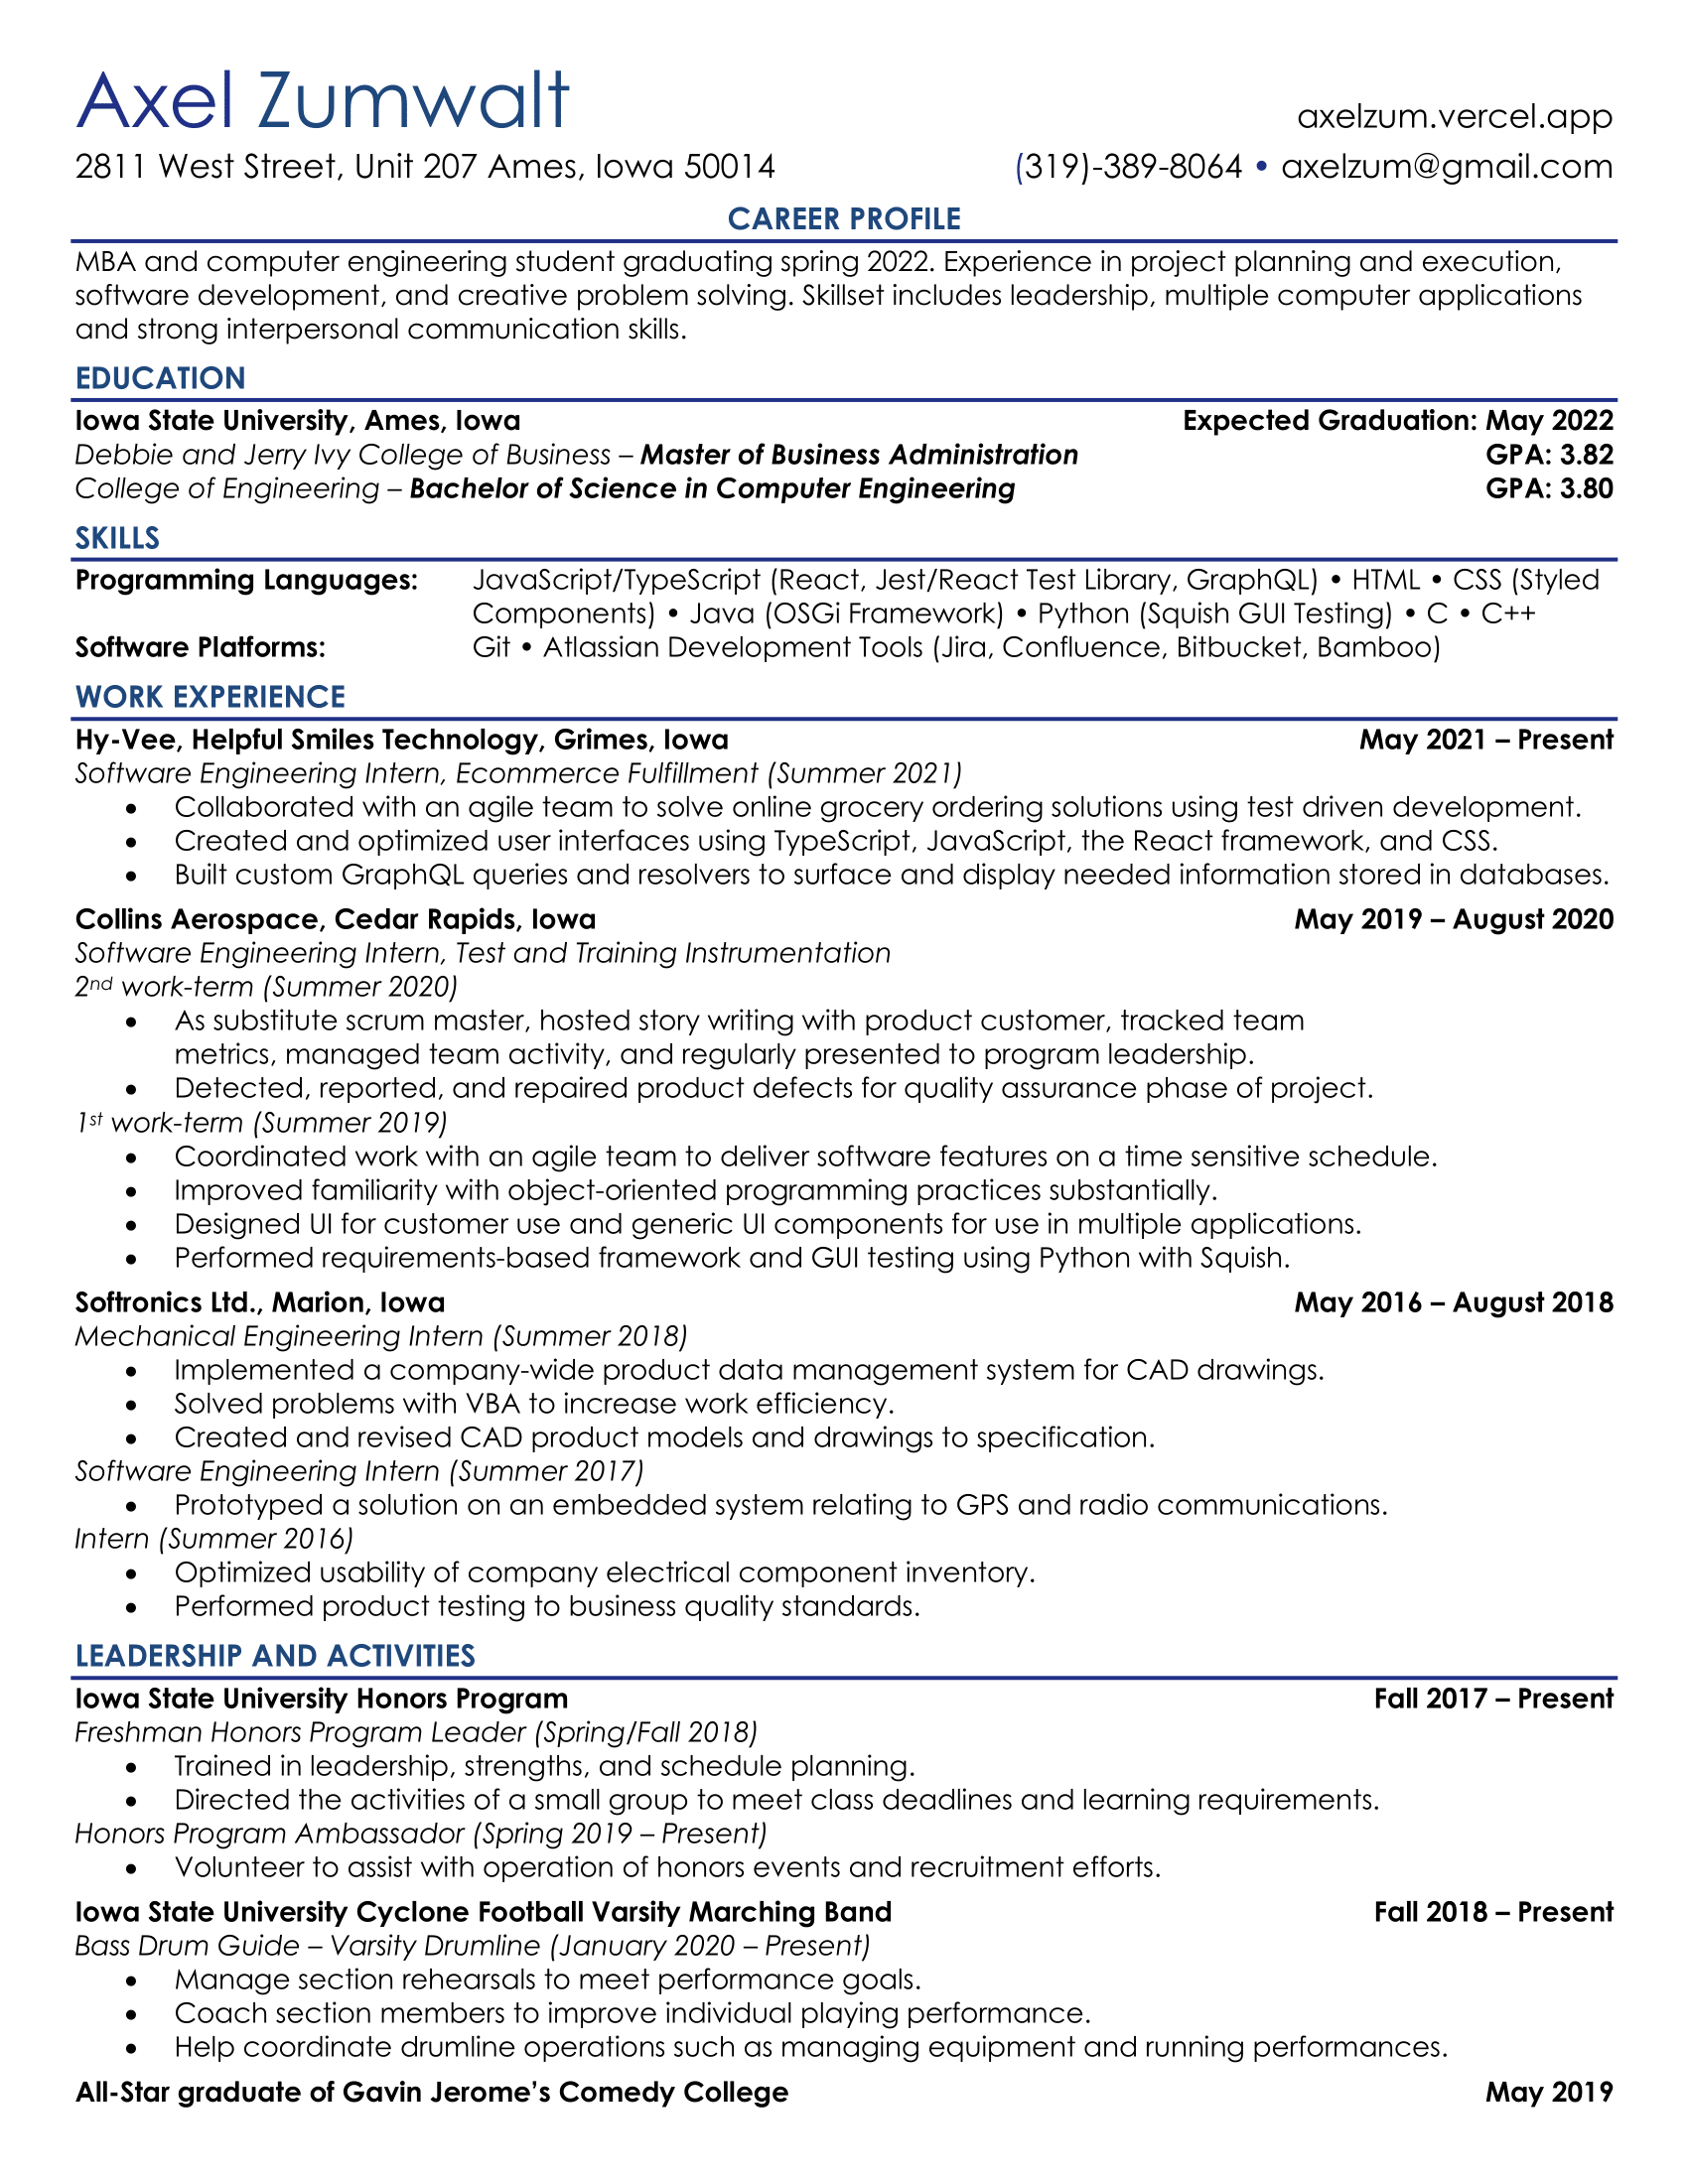 Axel Zumwalt
axelzum.vercel.app
2811 West Street, Unit 207 Ames, Iowa 50014
(319)-389-8064 • axelzum@gmail.com
CAREER PROFILE
MBA and computer engineering student graduating spring 2022. Experience in project planning and execution,
software development, and creative problem solving. Skillset includes leadership, multiple computer applications
and strong interpersonal communication skills.
EDUCATION
Iowa State University, Ames, Iowa Expected Graduation: May 2022
Debbie and Jerry Ivy College of Business – Master of Business Administration GPA: 3.82
College of Engineering – Bachelor of Science in Computer Engineering GPA: 3.80
SKILLS
Programming Languages: JavaScript/TypeScript (React, Jest/React Test Library, GraphQL) • HTML • CSS (Styled
Components) • Java (OSGi Framework) • Python (Squish GUI Testing) • C • C++
Software Platforms: Git • Atlassian Development Tools (Jira, Confluence, Bitbucket, Bamboo)
WORK EXPERIENCE
Hy-Vee, Helpful Smiles Technology, Grimes, Iowa May 2021 – Present
Software Engineering Intern, Ecommerce Fulfillment (Summer 2021)
• Collaborated with an agile team to solve online grocery ordering solutions using test driven development.
• Created and optimized user interfaces using TypeScript, JavaScript, the React framework, and CSS.
• Built custom GraphQL queries and resolvers to surface and display needed information stored in databases.
Collins Aerospace, Cedar Rapids, Iowa May 2019 – August 2020
Software Engineering Intern, Test and Training Instrumentation
2nd work-term (Summer 2020)
• As substitute scrum master, hosted story writing with product customer, tracked team
metrics, managed team activity, and regularly presented to program leadership.
• Detected, reported, and repaired product defects for quality assurance phase of project.
1st work-term (Summer 2019)
• Coordinated work with an agile team to deliver software features on a time sensitive schedule.
• Improved familiarity with object-oriented programming practices substantially.
• Designed UI for customer use and generic UI components for use in multiple applications.
• Performed requirements-based framework and GUI testing using Python with Squish.
Softronics Ltd., Marion, Iowa May 2016 – August 2018
Mechanical Engineering Intern (Summer 2018)
• Implemented a company-wide product data management system for CAD drawings.
• Solved problems with VBA to increase work efficiency.
• Created and revised CAD product models and drawings to specification.
Software Engineering Intern (Summer 2017)
• Prototyped a solution on an embedded system relating to GPS and radio communications.
Intern (Summer 2016)
• Optimized usability of company electrical component inventory.
• Performed product testing to business quality standards.
LEADERSHIP AND ACTIVITIES
Iowa State University Honors Program Fall 2017 – Present
Freshman Honors Program Leader (Spring/Fall 2018)
• Trained in leadership, strengths, and schedule planning.
• Directed the activities of a small group to meet class deadlines and learning requirements.
Honors Program Ambassador (Spring 2019 – Present)
• Volunteer to assist with operation of honors events and recruitment efforts.
Iowa State University Cyclone Football Varsity Marching Band Fall 2018 – Present
Bass Drum Guide – Varsity Drumline (January 2020 – Present)
• Manage section rehearsals to meet performance goals.
• Coach section members to improve individual playing performance.
• Help coordinate drumline operations such as managing equipment and running performances.
All-Star graduate of Gavin Jerome’s Comedy College May 2019